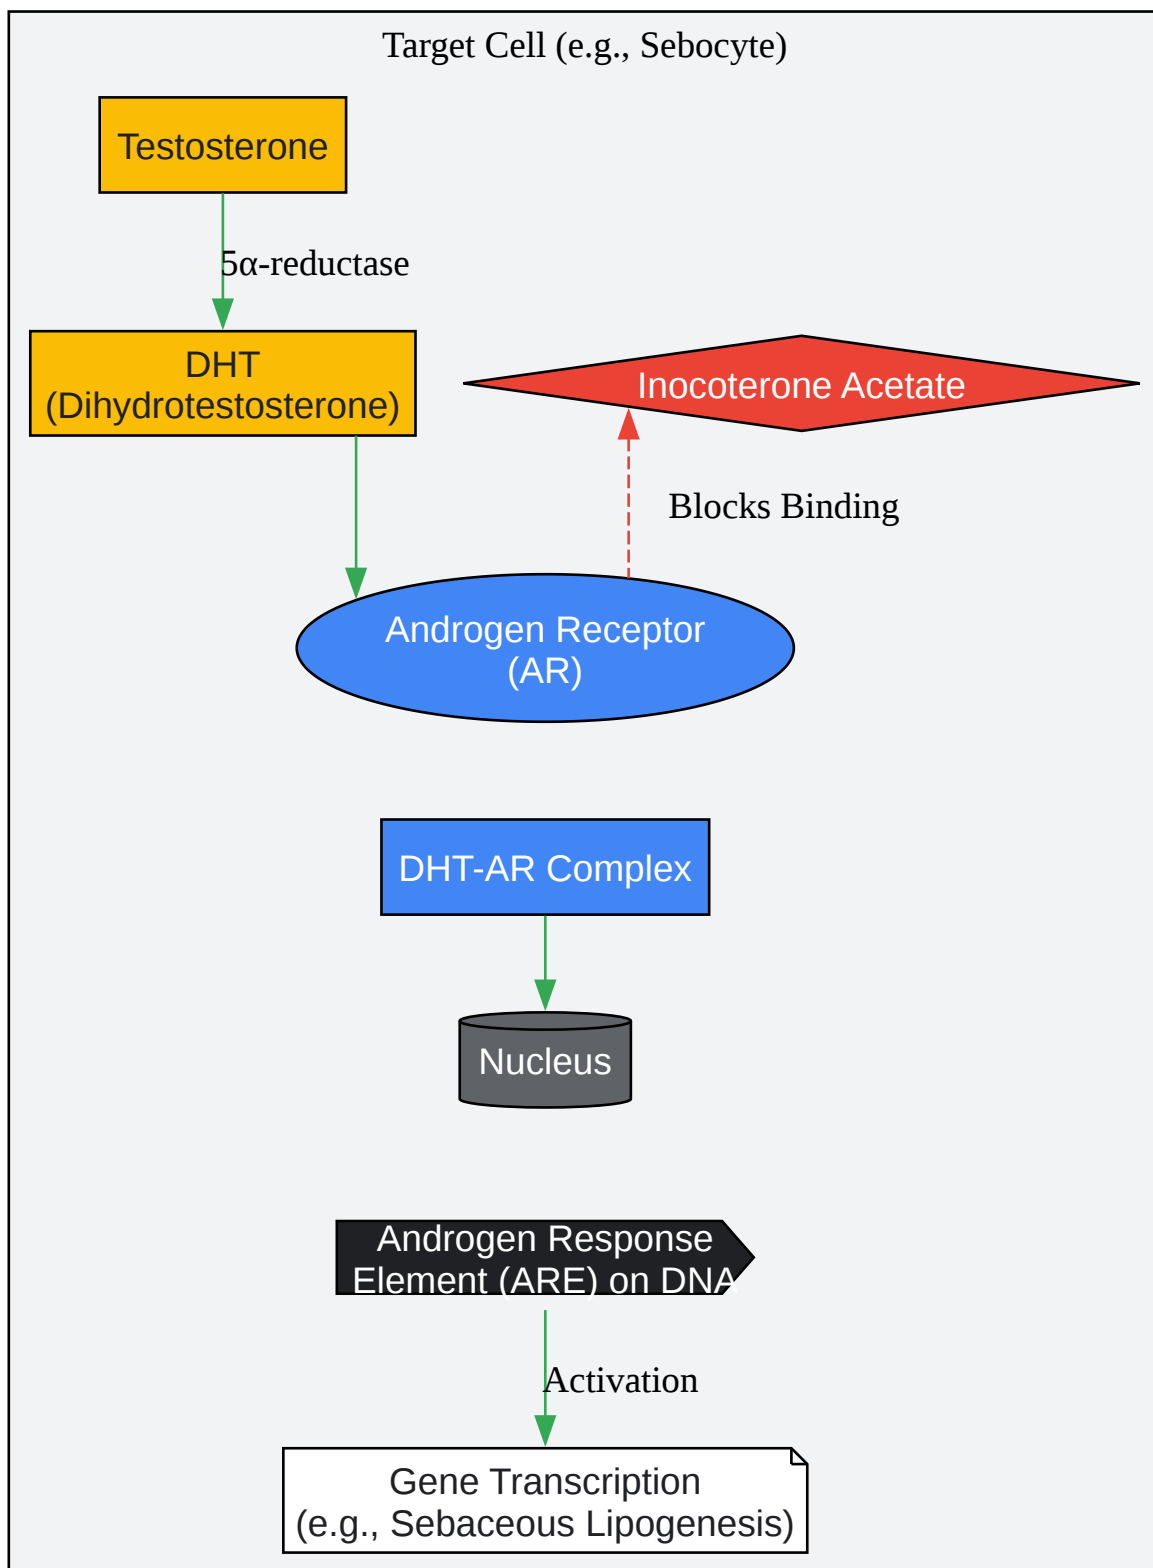 Target Cell (e.g., Sebocyte)
Testosterone
5α-reductase
DHT
(Dihydrotestosterone)
Inocoterone Acetate
Blocks Binding
Androgen Receptor
(AR)
DHT-AR Complex
Nucleus
Androgen Response
Element (ARE) on DNA
Activation
Gene Transcription
(e.g., Sebaceous Lipogenesis)